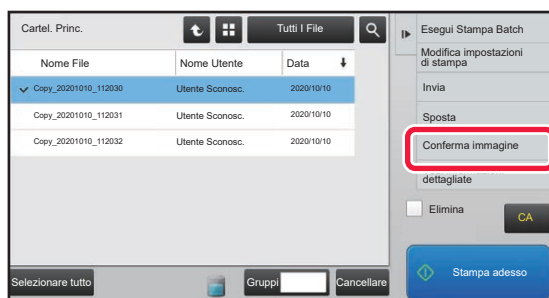 Cartel. Princ.
Tutti I File
Nome File
Nome Utente
Data
Copy_20201010_112030
Utente Sconosc.
2020/10/10
Copy_20201010_112031
Utente Sconosc.
2020/10/10
Copy_20201010_112032
Utente Sconosc.
2020/10/10
Selezionare tutto
Gruppi
Cancellare
Esegui Stampa Batch
Modifica impostazioni
di stampa
Invia
Sposta
Conferma immagine
dettagliate
Elimina
CA
Stampa adesso